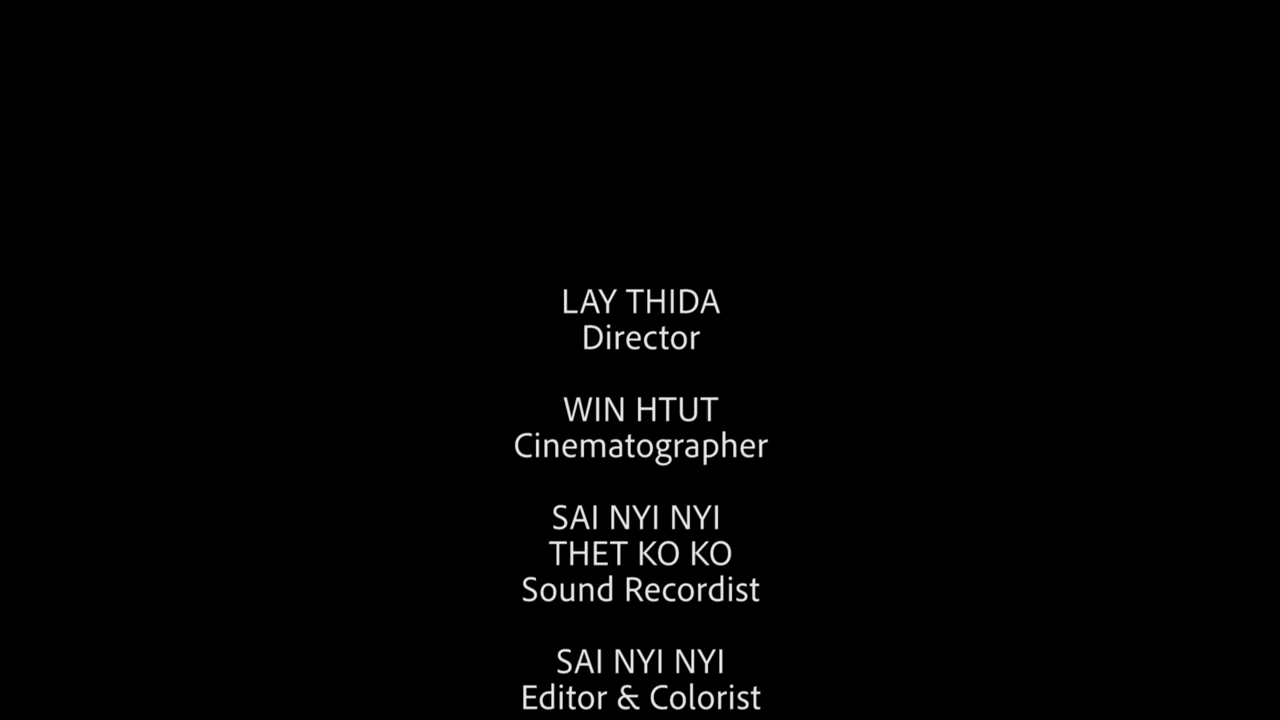 LAY THIDA
Director
WIN HTUT
Cinematographer
SAI NYI NYI
THET KO KO
Sound Recordist
SAI NYI NYI
Editor & Colorist